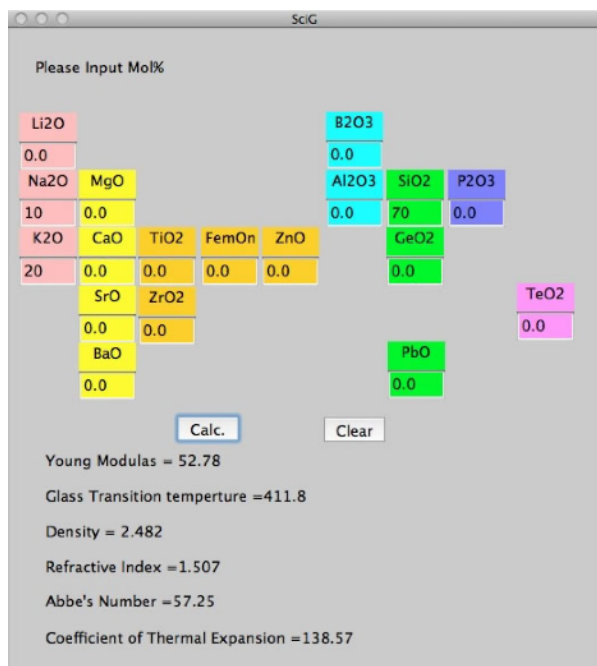 SciG
Please Input Mol%
Li2O B2O3
0.0 0.0
Na2O MgO Al2O3 SiO2 P2O3
10 0.0 0.0 70 0.0
K2O CaO TiO2 FemOn ZnO GeO2
20 0.0 0.0 0.0 0.0 0.0
SrO ZrO2 TeO2
0.0 0.0 0.0
BaO PbO
0.0 0.0
Calc. Clear
Young Modulas = 52.78
Glass Transition temperture =411.8
Density = 2.482
Refractive Index =1.507
Abbe's Number =57.25
Coefficient of Thermal Expansion =138.57